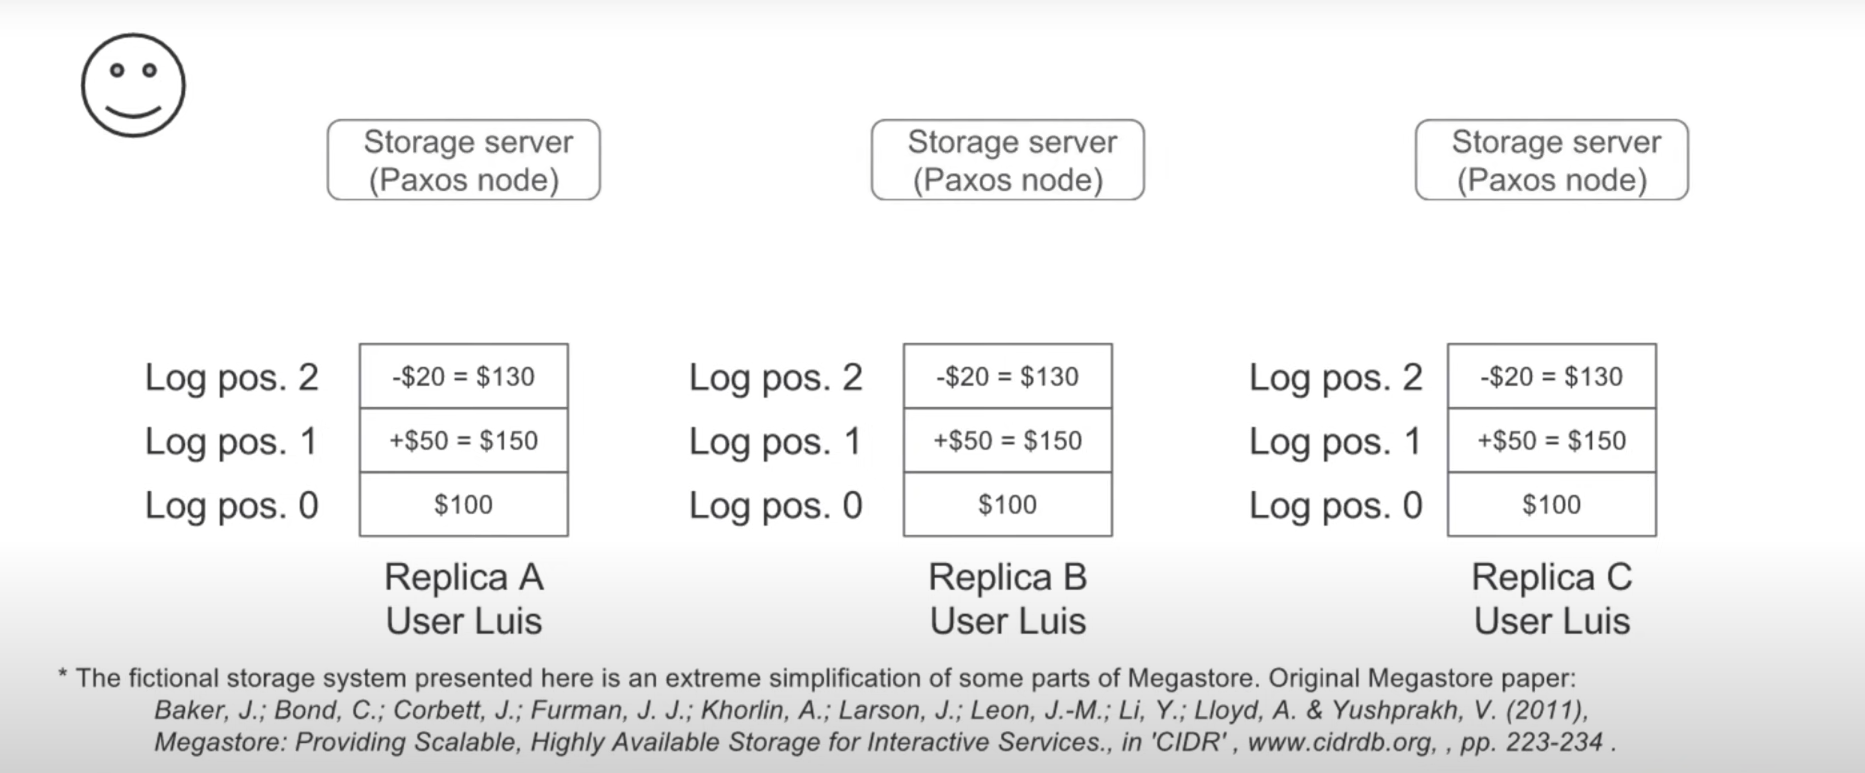 Storage server
(Paxos node)
Storage server
(Paxos node)
Storage server
(Paxos node)
Log pos. 2
-$20 = $130
Log pos. 2
-$20 = $130
Log pos. 2
-$20 = $130
Log pos. 1
+$50 = $150
Log pos. 1
+$50 = $150
Log pos. 1
+$50 = $150
Log pos. 0
$100
Log pos. 0
$100
Log pos. 0
$100
Replica A
User Luis
Replica B
User Luis
Replica C
User Luis
* The fictional storage system presented here is an extreme simplification of some parts of Megastore. Original Megastore paper:
Baker, J.; Bond, C.; Corbett, J.; Furman, J. J.; Khorlin, A.; Larson, J.; Leon, J.-M.; Li, Y.; Lloyd, A. & Yushprakh, V. (2011),
Megastore: Providing Scalable, Highly Available Storage for Interactive Services., in 'CIDR' , www.cidrdb.org, , pp. 223-234 .